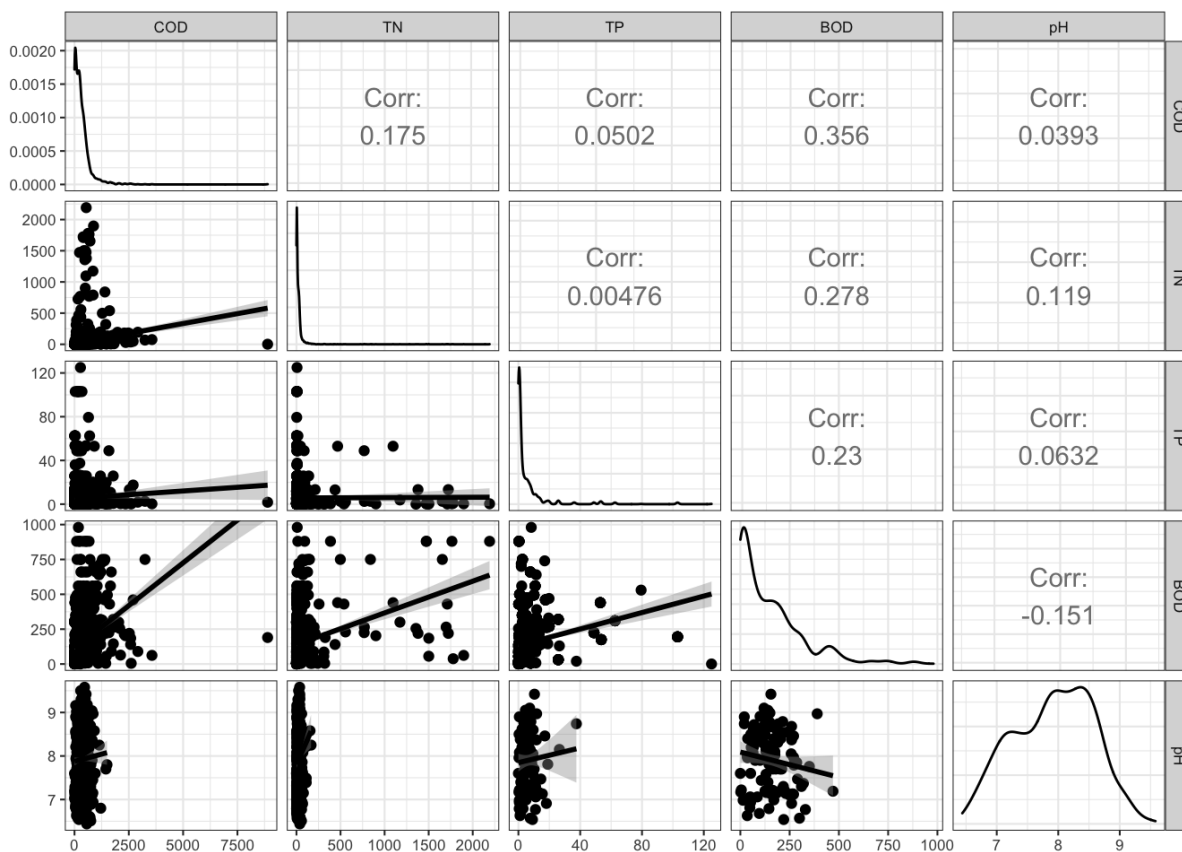 COD TN TP BOD pH
0.0020
0.0015
0.0010
0.0005
0.0000
Corr:
0.175
Corr:
0.0502
Corr:
0.356
Corr:
0.0393
COD
2000
1500
1000
500
0
Corr:
0.00476
Corr:
0.278
Corr:
0.119
TN
120
80
40
0
Corr:
0.23
Corr:
0.0632
TP
1000
750
500
250
0
Corr:
-0.151
BOD
9
8
7
pH
0 2500 5000 7500 0 500 1000 1500 2000 0 40 80 120 0 250 500 750 1000 7 8 9